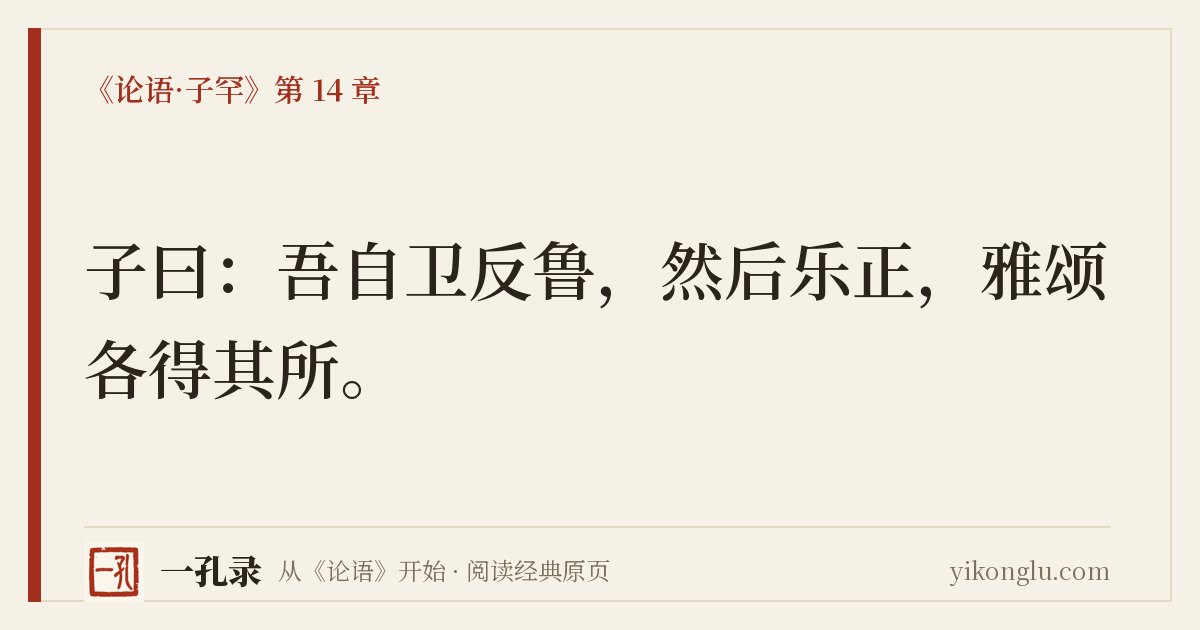 《论语·子罕》第 14 章
子曰：吾自卫反鲁，然后乐正，雅颂
各得其所。
一孔
一孔录 从《论语》开始 · 阅读经典原页
yikonglu.com